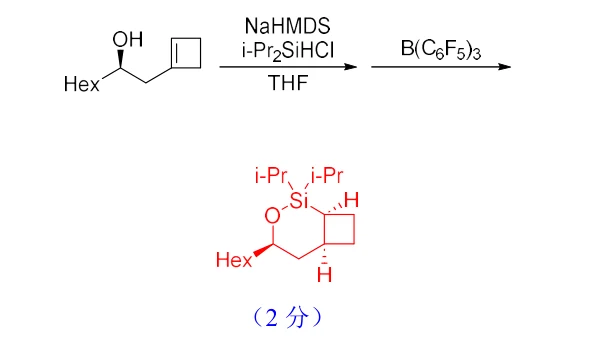 NaHMDS
OH
i-Pr₂SiHCl
B(C₆F₅)₃
Hex
THF
i-Pr i-Pr
Si H
O
Hex
H
(2 分)